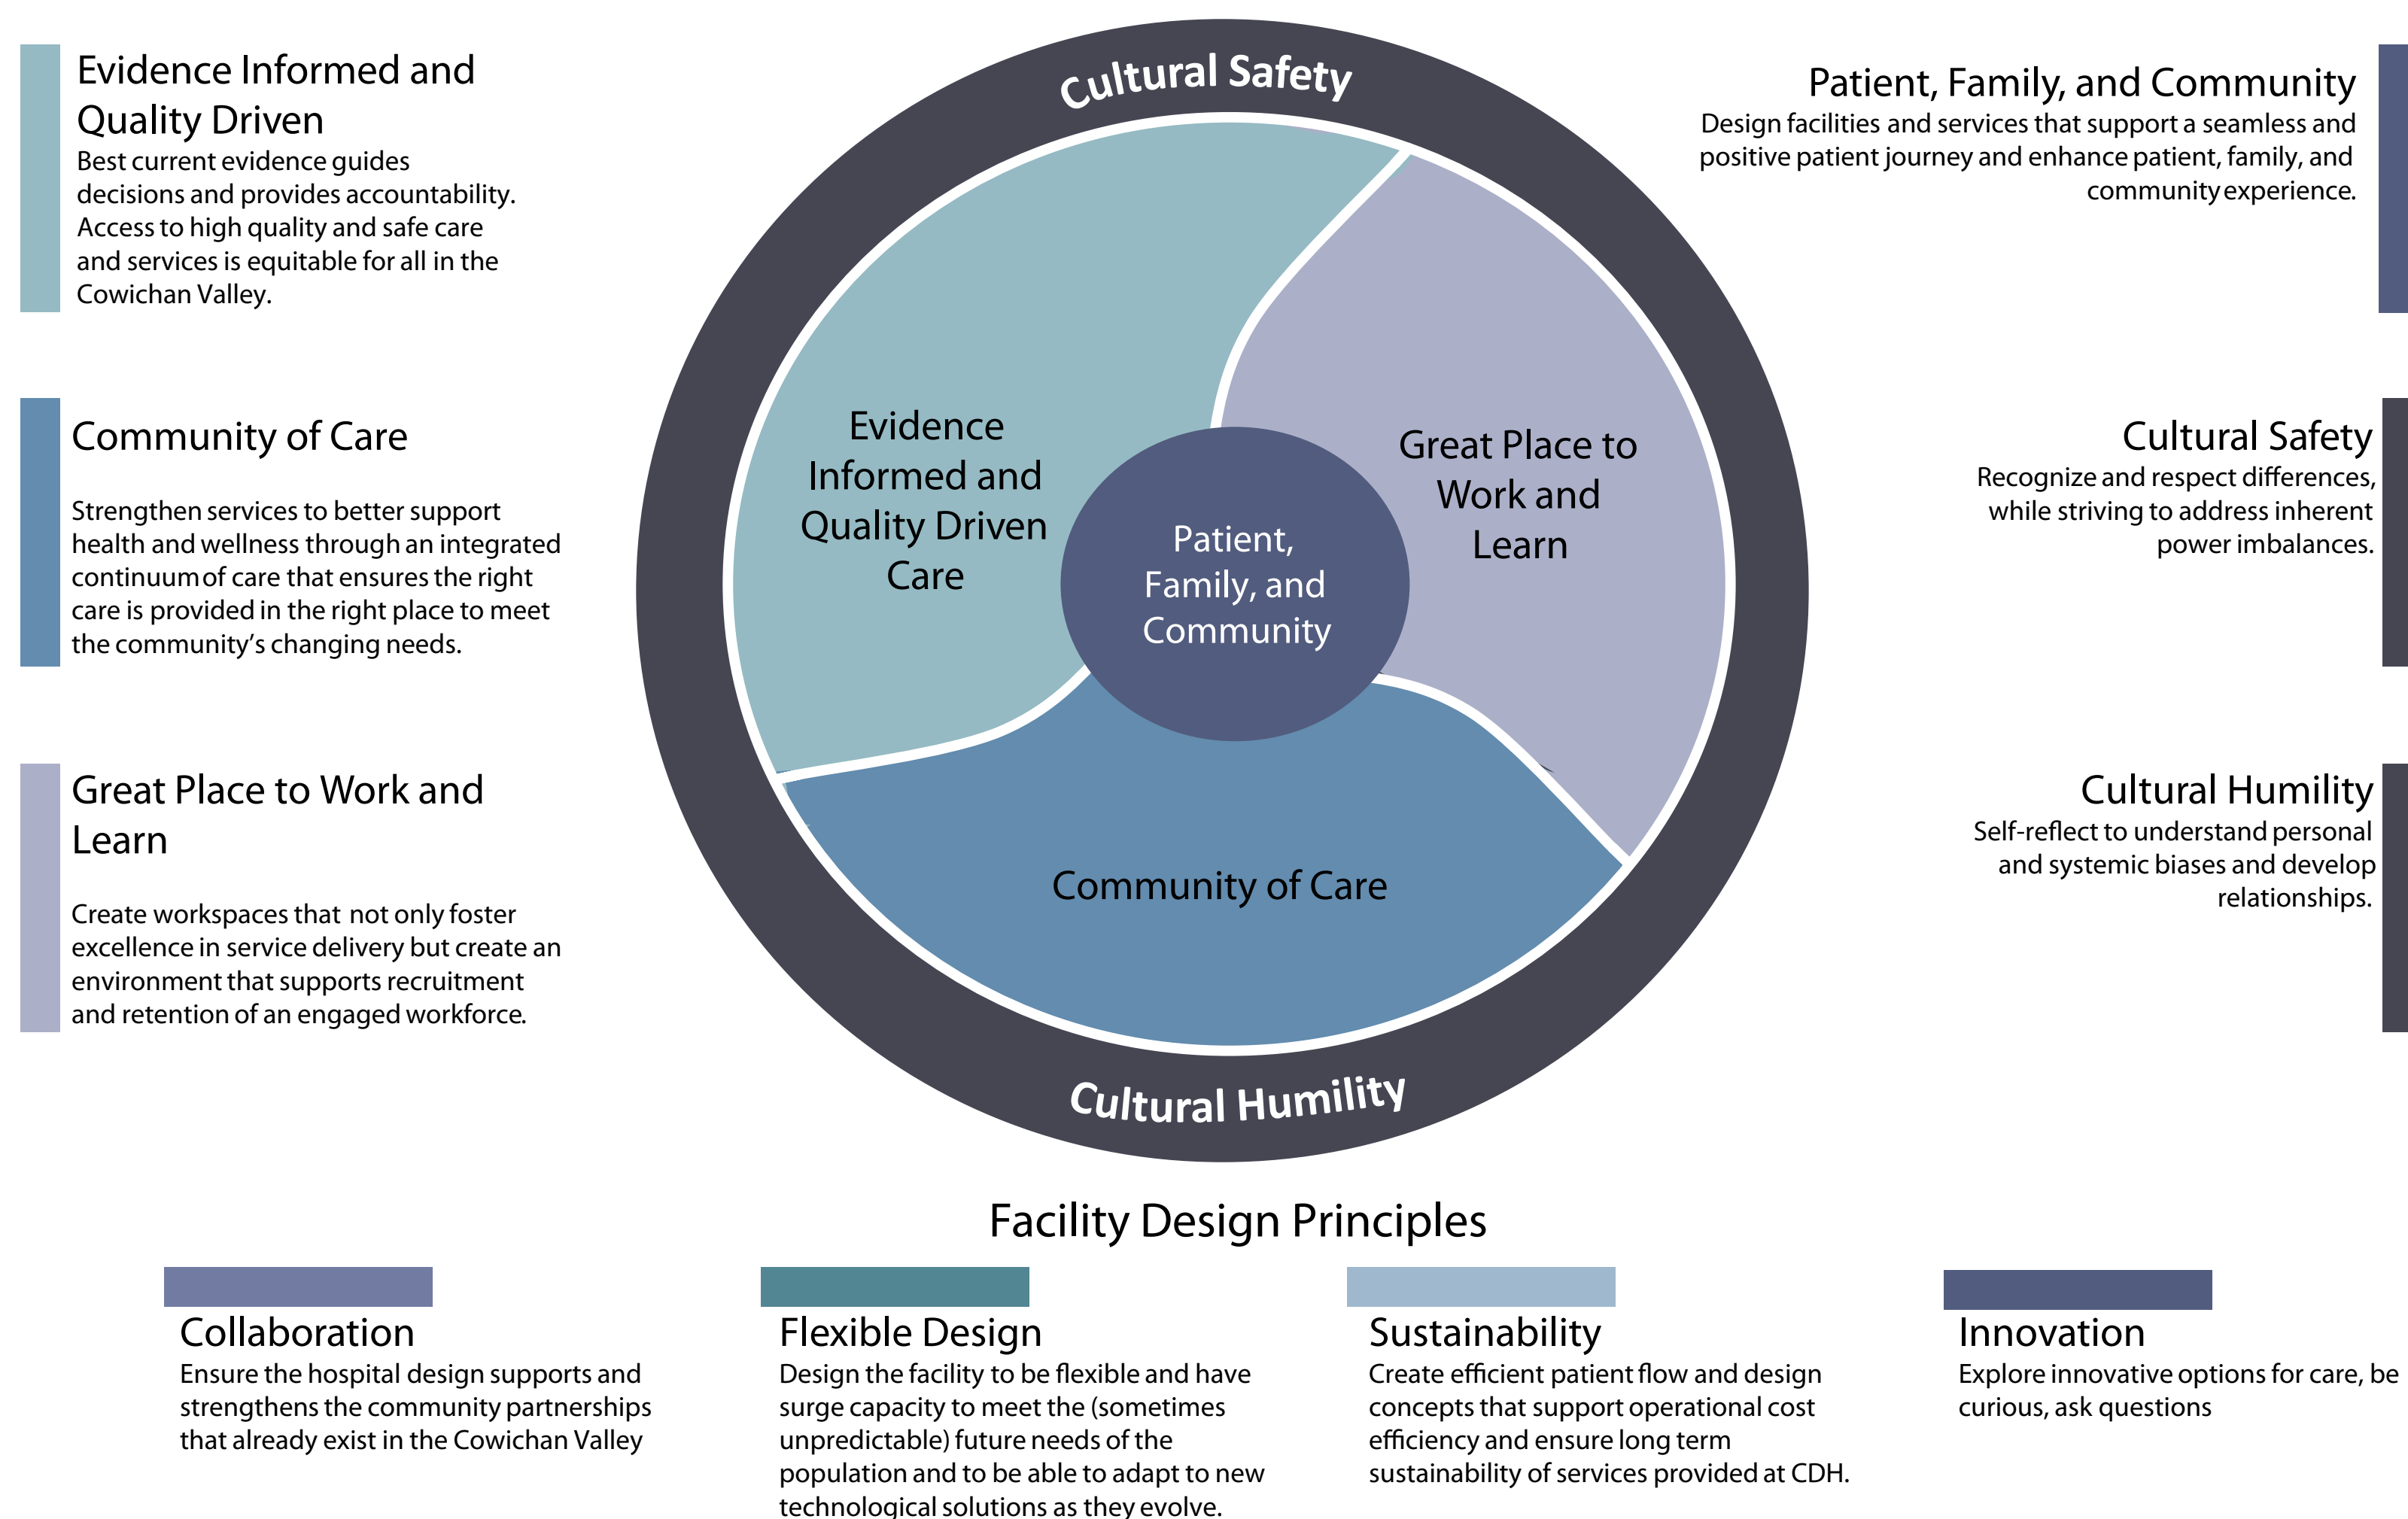 Evidence Informed and
Quality Driven
Best current evidence guides
decisions and provides accountability.
Access to high quality and safe care
and services is equitable for all in the
Cowichan Valley.
Community of Care
Strengthen services to better support
health and wellness through an integrated
continuum of care that ensures the right
care is provided in the right place to meet
the community’s changing needs.
Great Place to Work and
Learn
Create workspaces that not only foster
excellence in service delivery but create an
environment that supports recruitment
and retention of an engaged workforce.
Cultural Safety
Evidence
Informed and
Quality Driven
Care
Great Place to
Work and
Learn
Patient,
Family, and
Community
Community of Care
Cultural Humility
Patient, Family, and Community
Design facilities and services that support a seamless and
positive patient journey and enhance patient, family, and
community experience.
Cultural Safety
Recognize and respect differences,
while striving to address inherent
power imbalances.
Cultural Humility
Self-reflect to understand personal
and systemic biases and develop
relationships.
Facility Design Principles
Collaboration
Ensure the hospital design supports and
strengthens the community partnerships
that already exist in the Cowichan Valley
Flexible Design
Design the facility to be flexible and have
surge capacity to meet the (sometimes
unpredictable) future needs of the
population and to be able to adapt to new
technological solutions as they evolve.
Sustainability
Create efficient patient flow and design
concepts that support operational cost
efficiency and ensure long term
sustainability of services provided at CDH.
Innovation
Explore innovative options for care, be
curious, ask questions